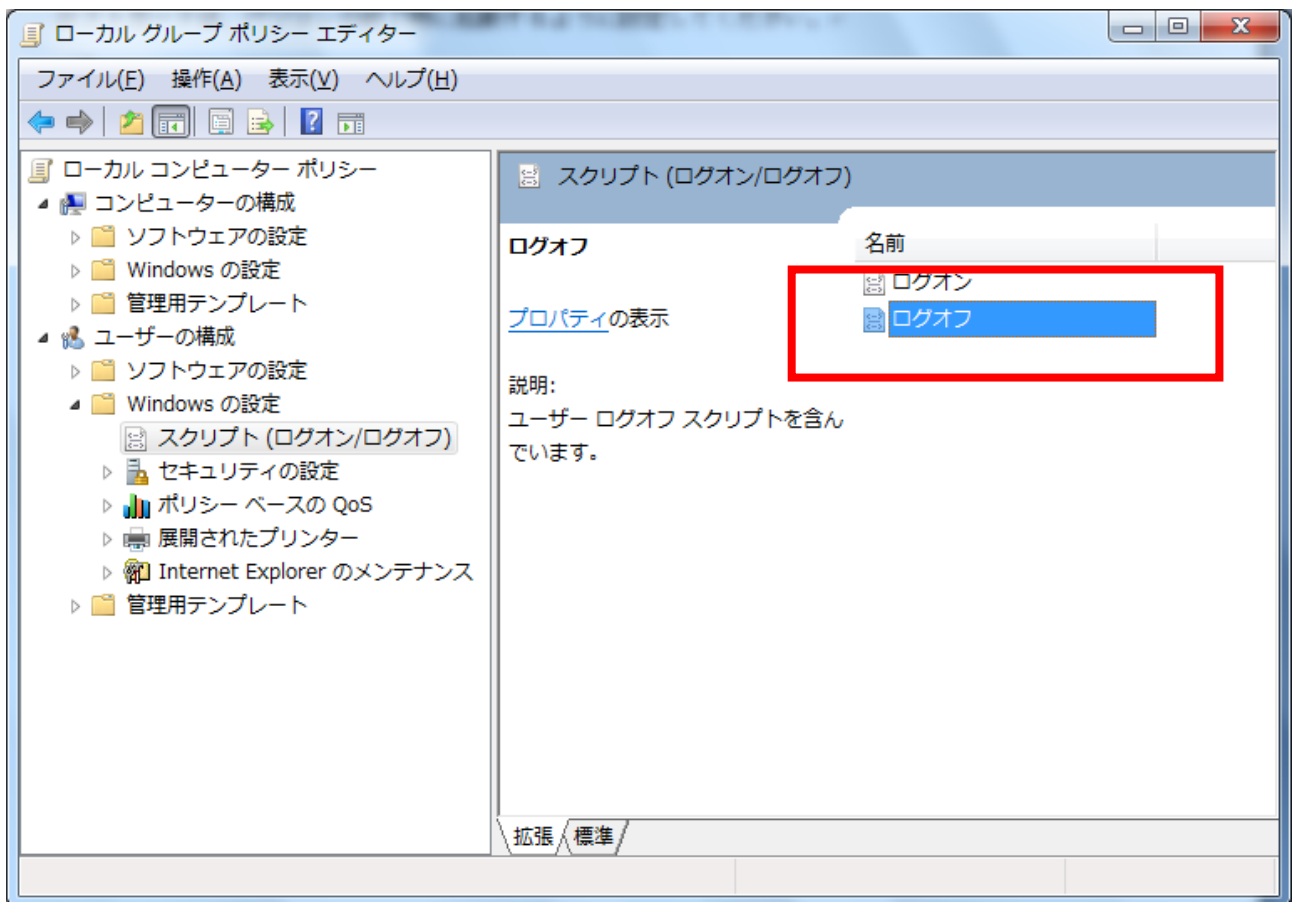 ローカル グループ ポリシー エディター
ファイル(F) 操作(A) 表示(V) ヘルプ(H)
ローカル コンピューター ポリシー
コンピューターの構成
ソフトウェアの設定
Windows の設定
管理用テンプレート
ユーザーの構成
ソフトウェアの設定
Windows の設定
スクリプト (ログオン/ログオフ)
セキュリティの設定
ポリシー ベースの QoS
展開されたプリンター
Internet Explorer のメンテナンス
管理用テンプレート
スクリプト (ログオン/ログオフ)
ログオフ
プロパティの表示
説明:
ユーザー ログオフ スクリプトを含ん
でいます。
名前
ログオン
ログオフ
拡張 標準